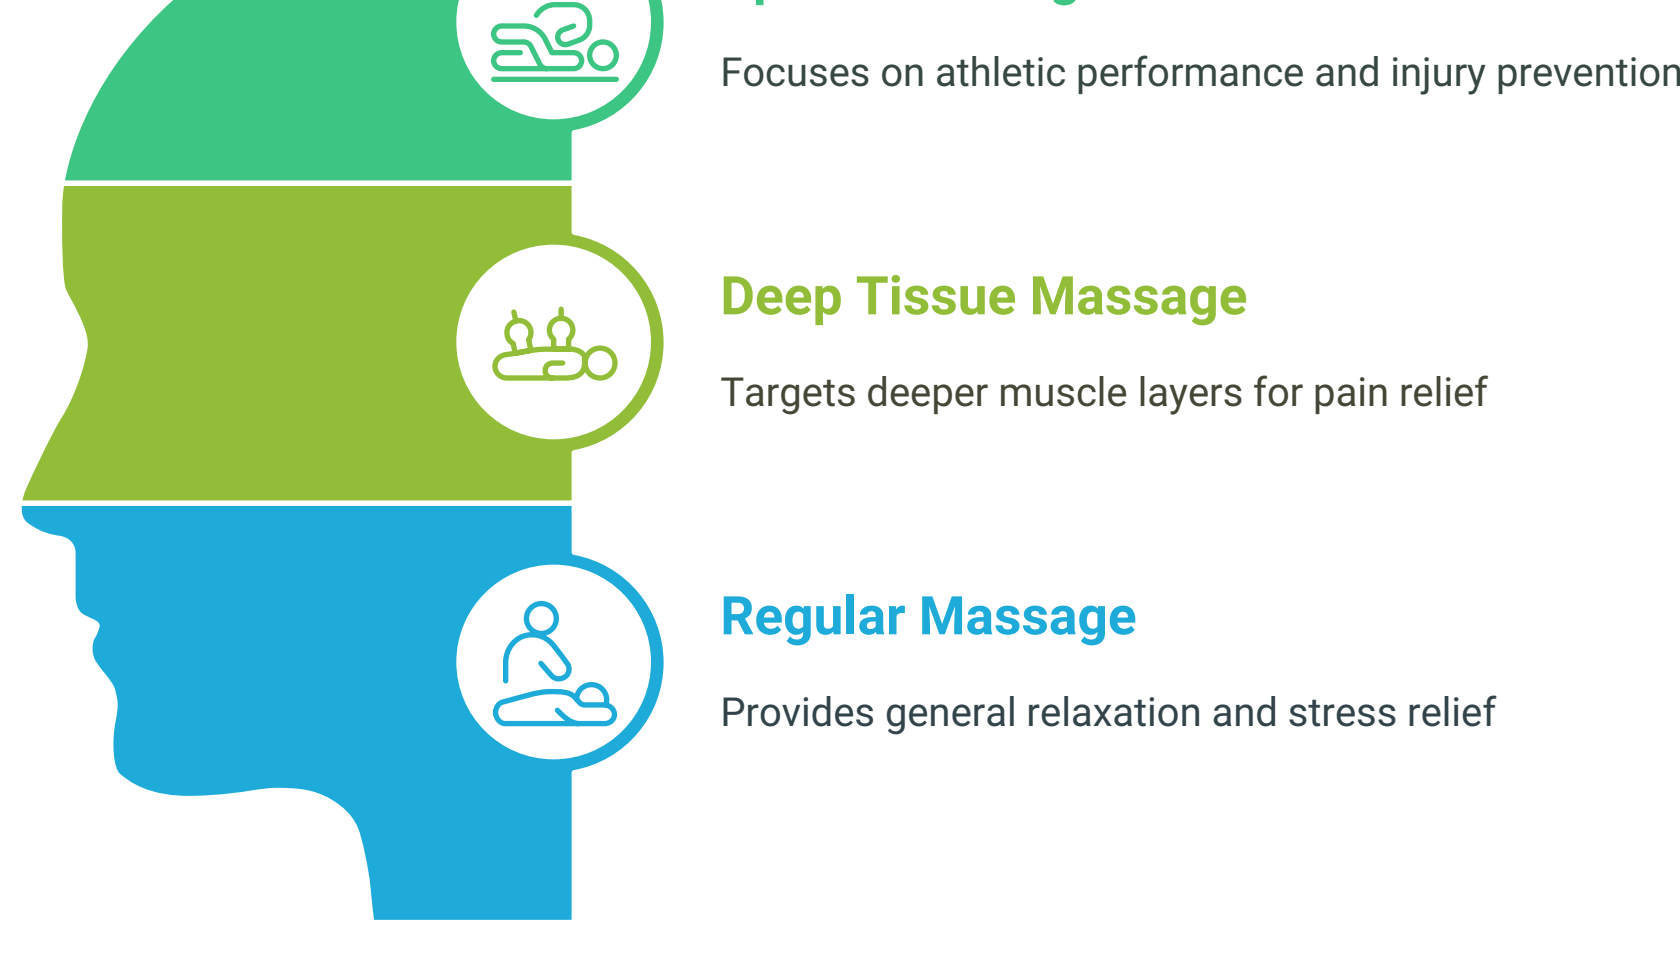 Focuses on athletic performance and injury prevention
Deep Tissue Massage
Targets deeper muscle layers for pain relief
Regular Massage
Provides general relaxation and stress relief